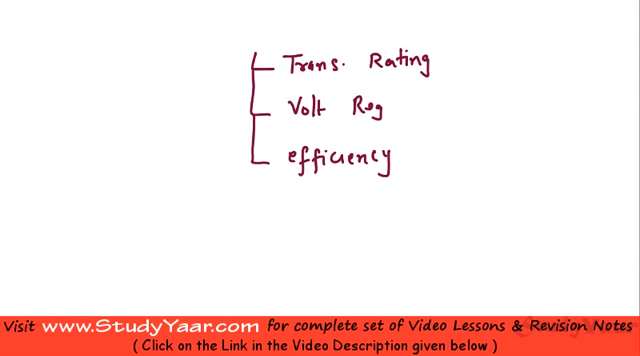 Trans. Rating
Volt Reg
efficiency
Visit www.StudyYaar.com for complete set of Video Lessons & Revision Notes
( Click on the Link in the Video Description given below )